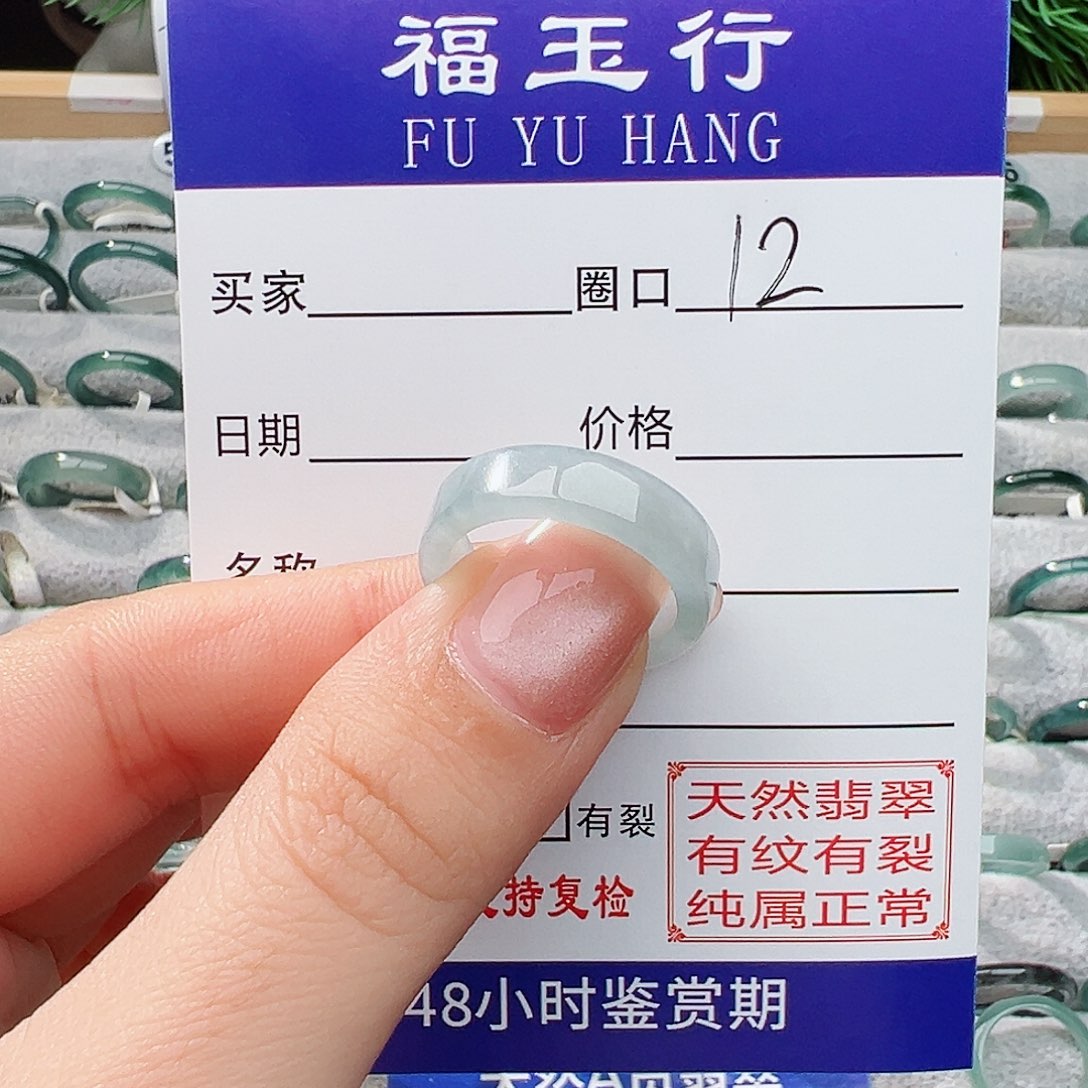 福玉行
FU YU HANG
买家 圈口 12
日期 价格
名称
有裂
持复检
天然翡翠
有纹有裂
纯属正常
48小时鉴赏期